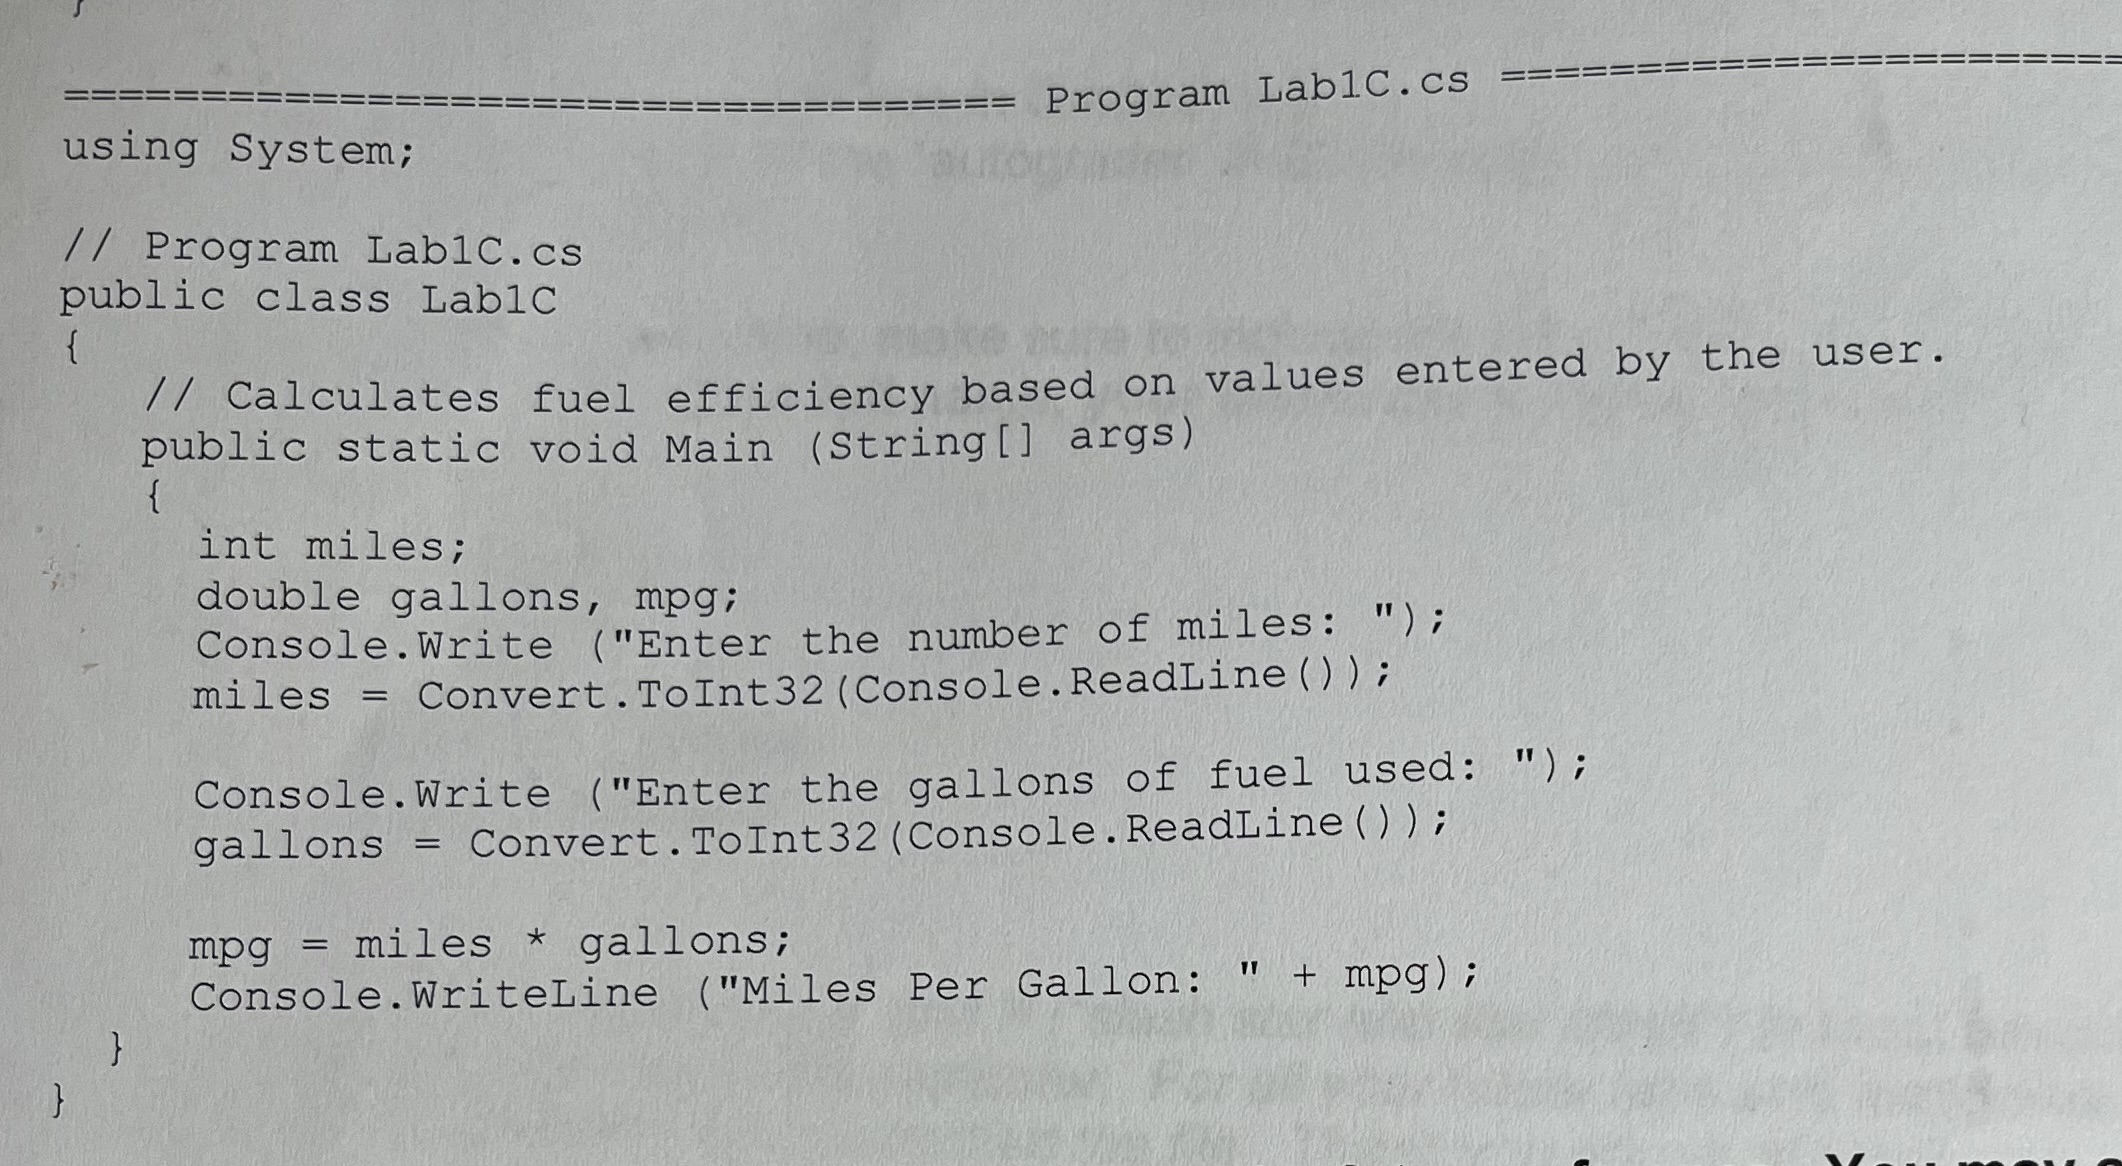 }
=================================== Program Lab1C.cs =======================
using System;

// Program Lab1C.cs
public class Lab1C
{
   // Calculates fuel efficiency based on values entered by the user.
   public static void Main (String[] args)
   {
     int miles;
     double gallons, mpg;
     Console.Write ("Enter the number of miles: ");
     miles = Convert.ToInt32(Console.ReadLine());

     Console.Write ("Enter the gallons of fuel used: ");
     gallons = Convert.ToInt32(Console.ReadLine());

     mpg = miles * gallons;
     Console.WriteLine ("Miles Per Gallon: " + mpg);
  }
}